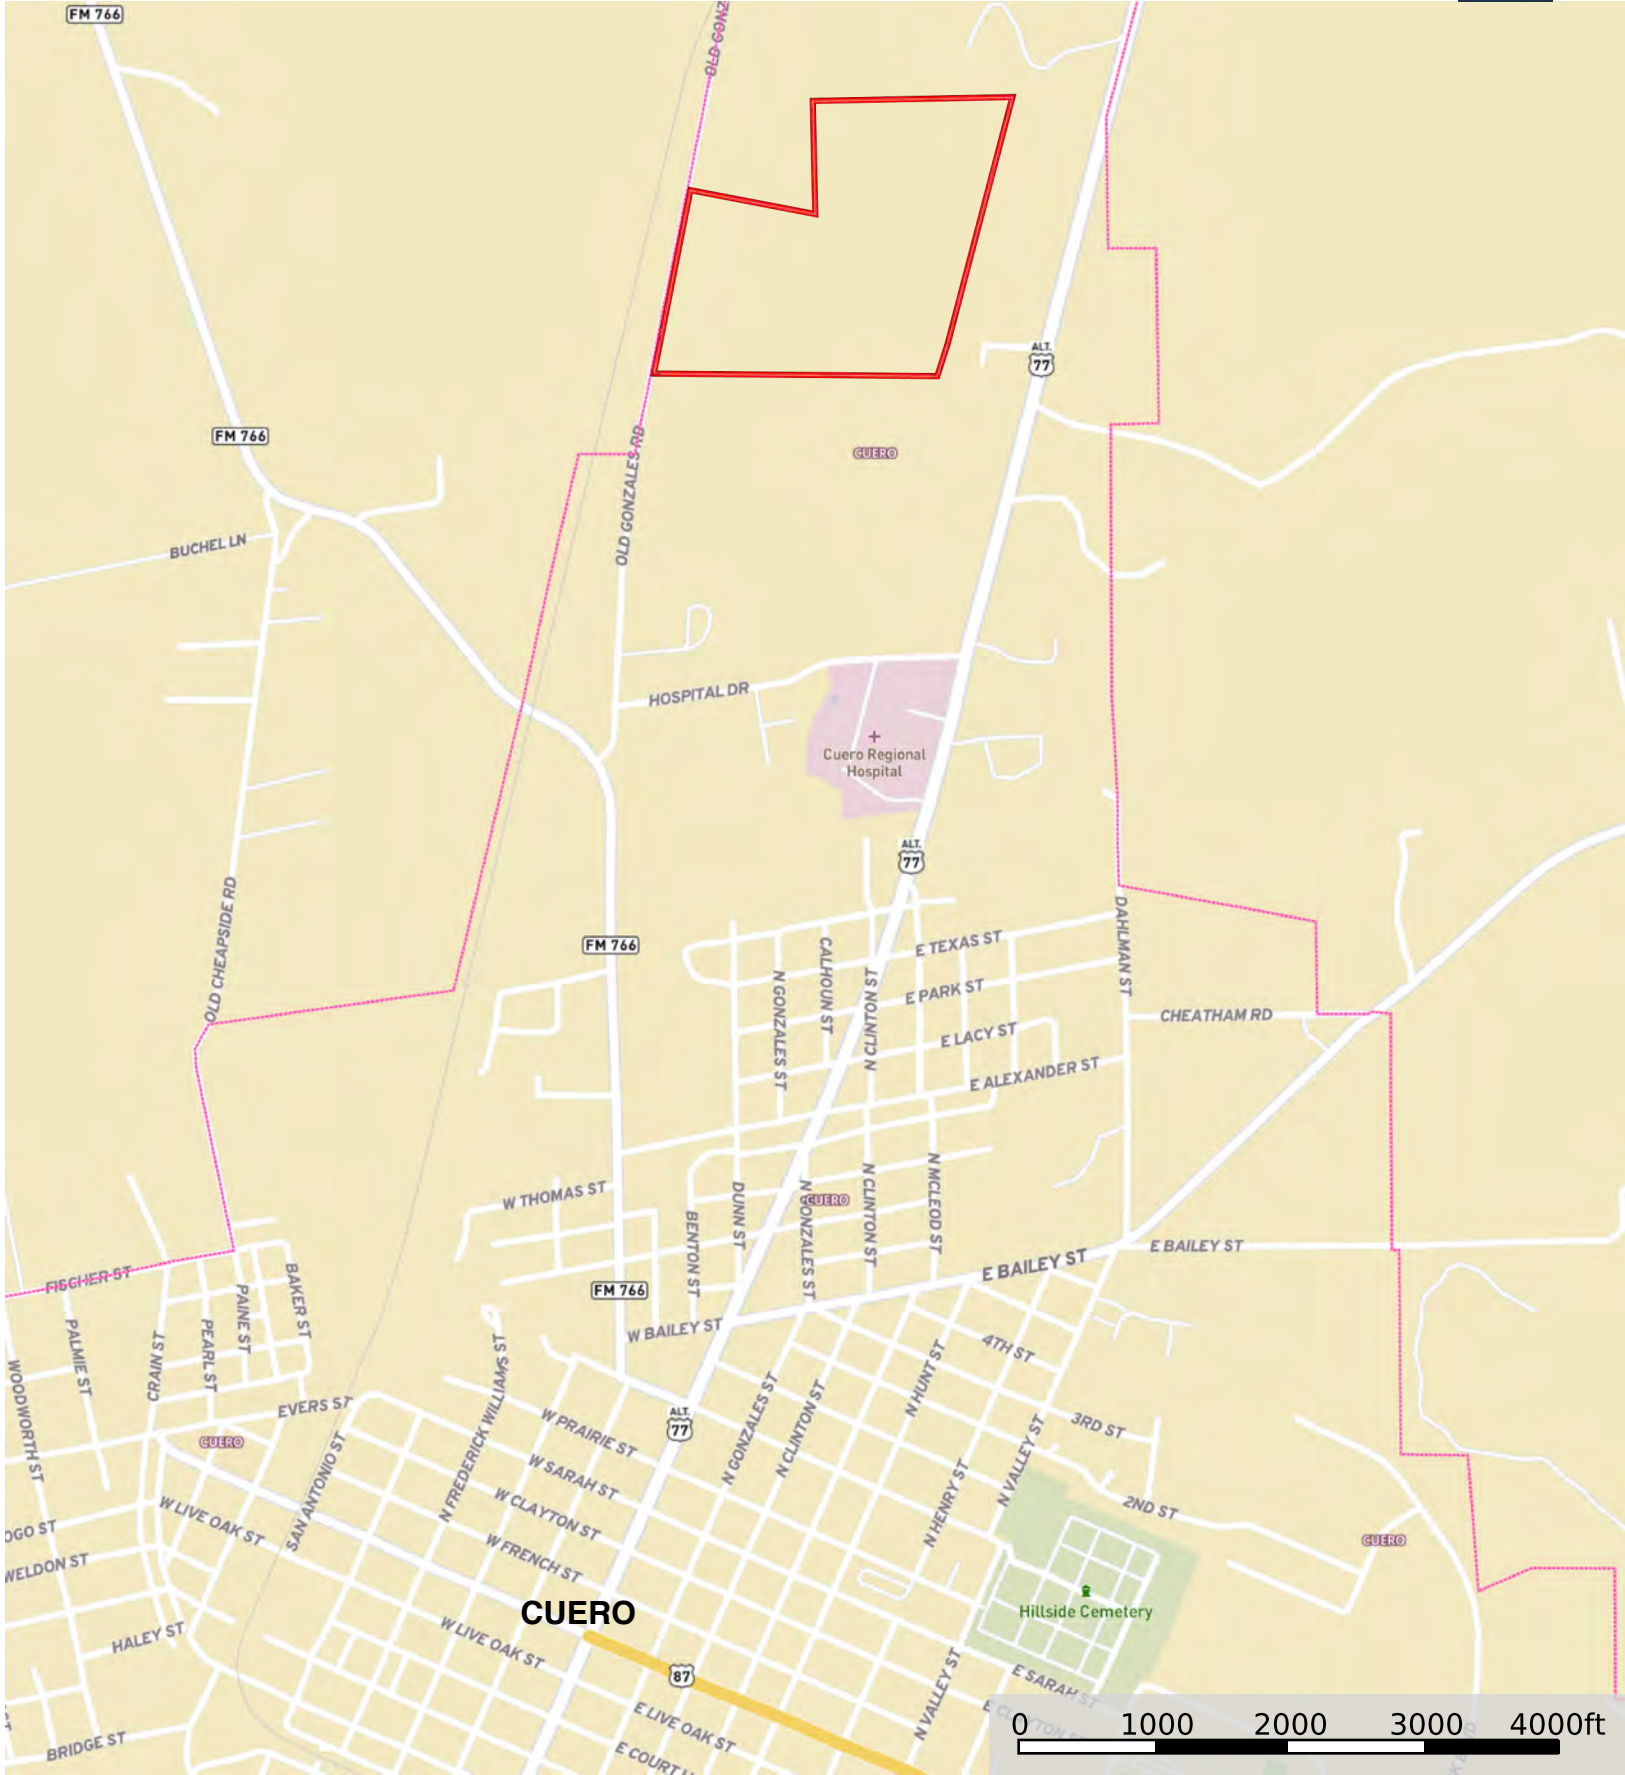 FM 766
OLD GONZ
ALT.
77
FM 766
CUERO
OLD GONZALES RD
BUCHEL LN
HOSPITAL DR
Cuero Regional
Hospital
ALT.
77
OLD CHEAPSIDE RD
FM 766
E TEXAS ST
DAHLMAN ST
CALHOUN ST
N GONZALES ST
N CLINTON ST
E PARK ST
CHEATHAM RD
E LACY ST
E ALEXANDER ST
W THOMAS ST
CUERO
N MCLEOD ST
N CLINTON ST
N GONZALES ST
DUNN ST
BENTON ST
E BAILEY ST
E BAILEY ST
FISCHER ST
FM 766
BAKER ST
PAINE ST
PEARL ST
PALMIE ST
CRAIN ST
WOODWORTH ST
W BAILEY ST
4TH ST
N HUNT ST
N FREDERICK WILLIAMS ST
EVERS ST
ALT.
77
W PRAIRIE ST
N GONZALES ST
N CLINTON ST
3RD ST
N VALLEY ST
CUERO
SAN ANTONIO ST
W SARAH ST
W CLAYTON ST
N HENRY ST
2ND ST
W LIVE OAK ST
OGO ST
W FRENCH ST
CUERO
WELDON ST
Hillside Cemetery
CUERO
HALEY ST
W LIVE OAK ST
87
E SARAH ST
N VALLEY ST
E CLAYTON S
E LIVE OAK ST
BRIDGE ST
E COURT
0 1000 2000 3000 4000ft